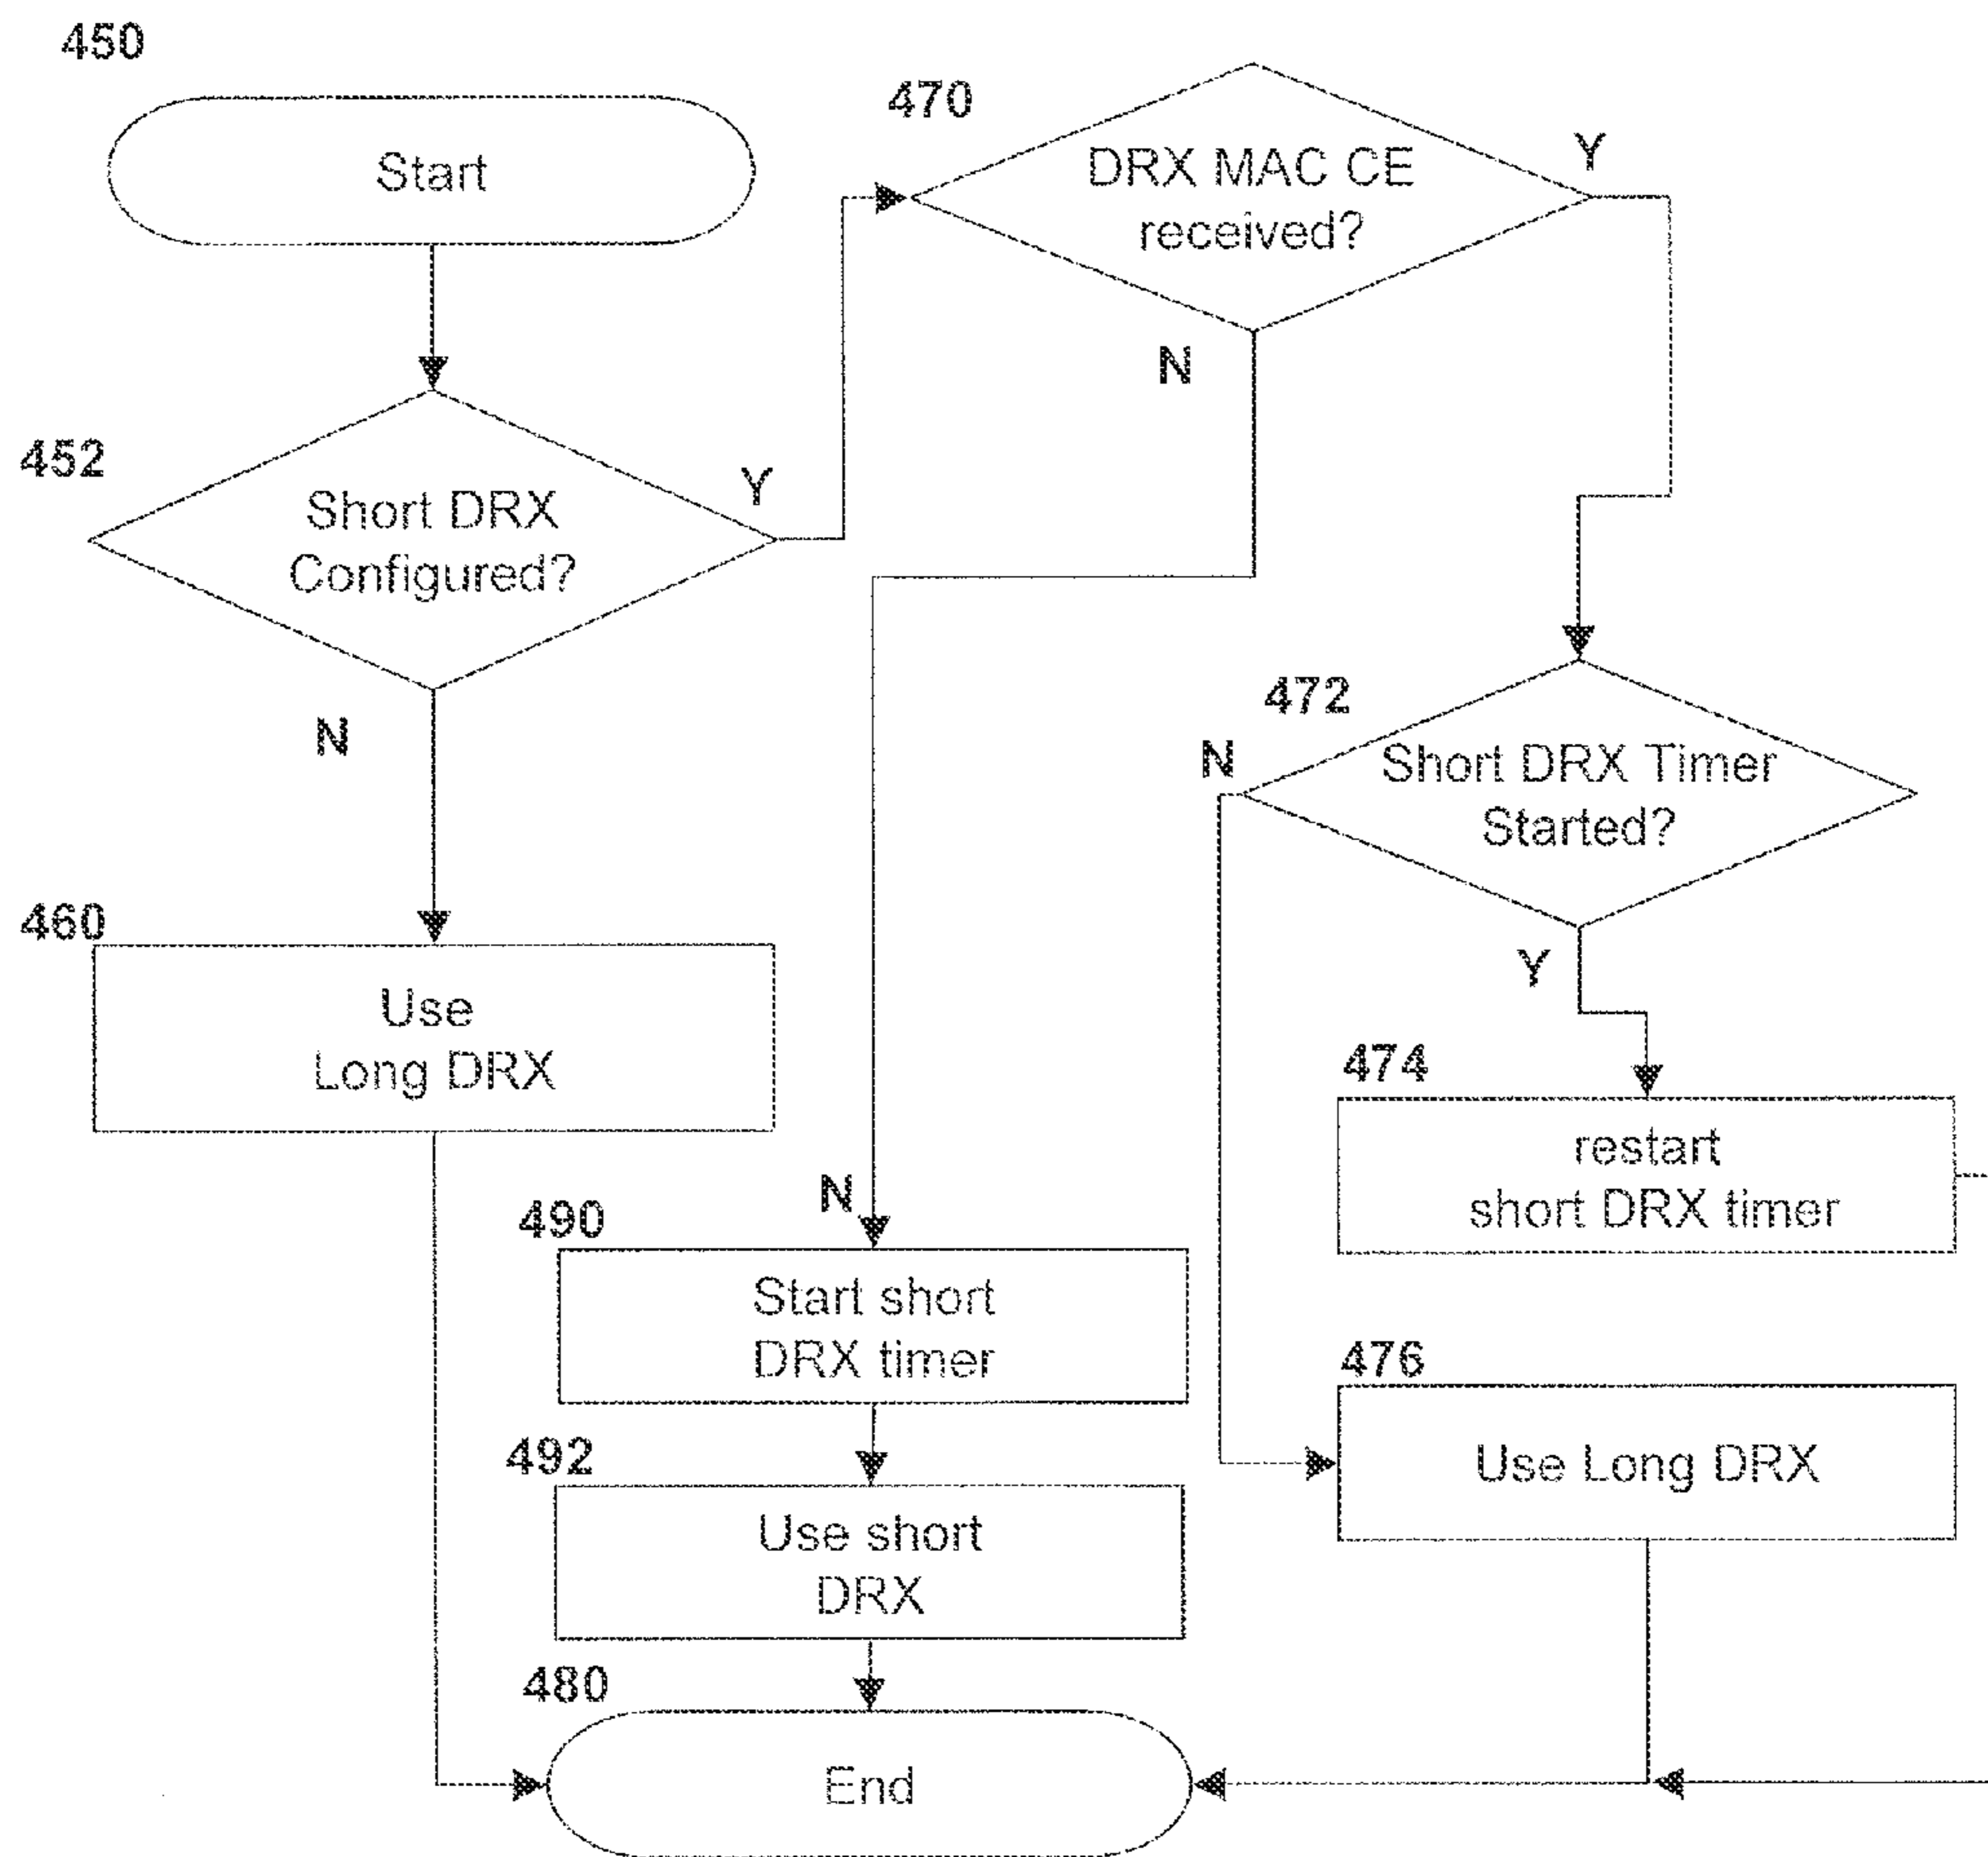 450
Start
452
Short DRX
Configured?
Y
N
460
Use
Long DRX
470
DRX MAC CE
received?
Y
N
472
Short DRX Timer
Started?
N
Y
474
restart
short DRX timer
476
Use Long DRX
N
490
Start short
DRX timer
492
Use short
DRX
480
End